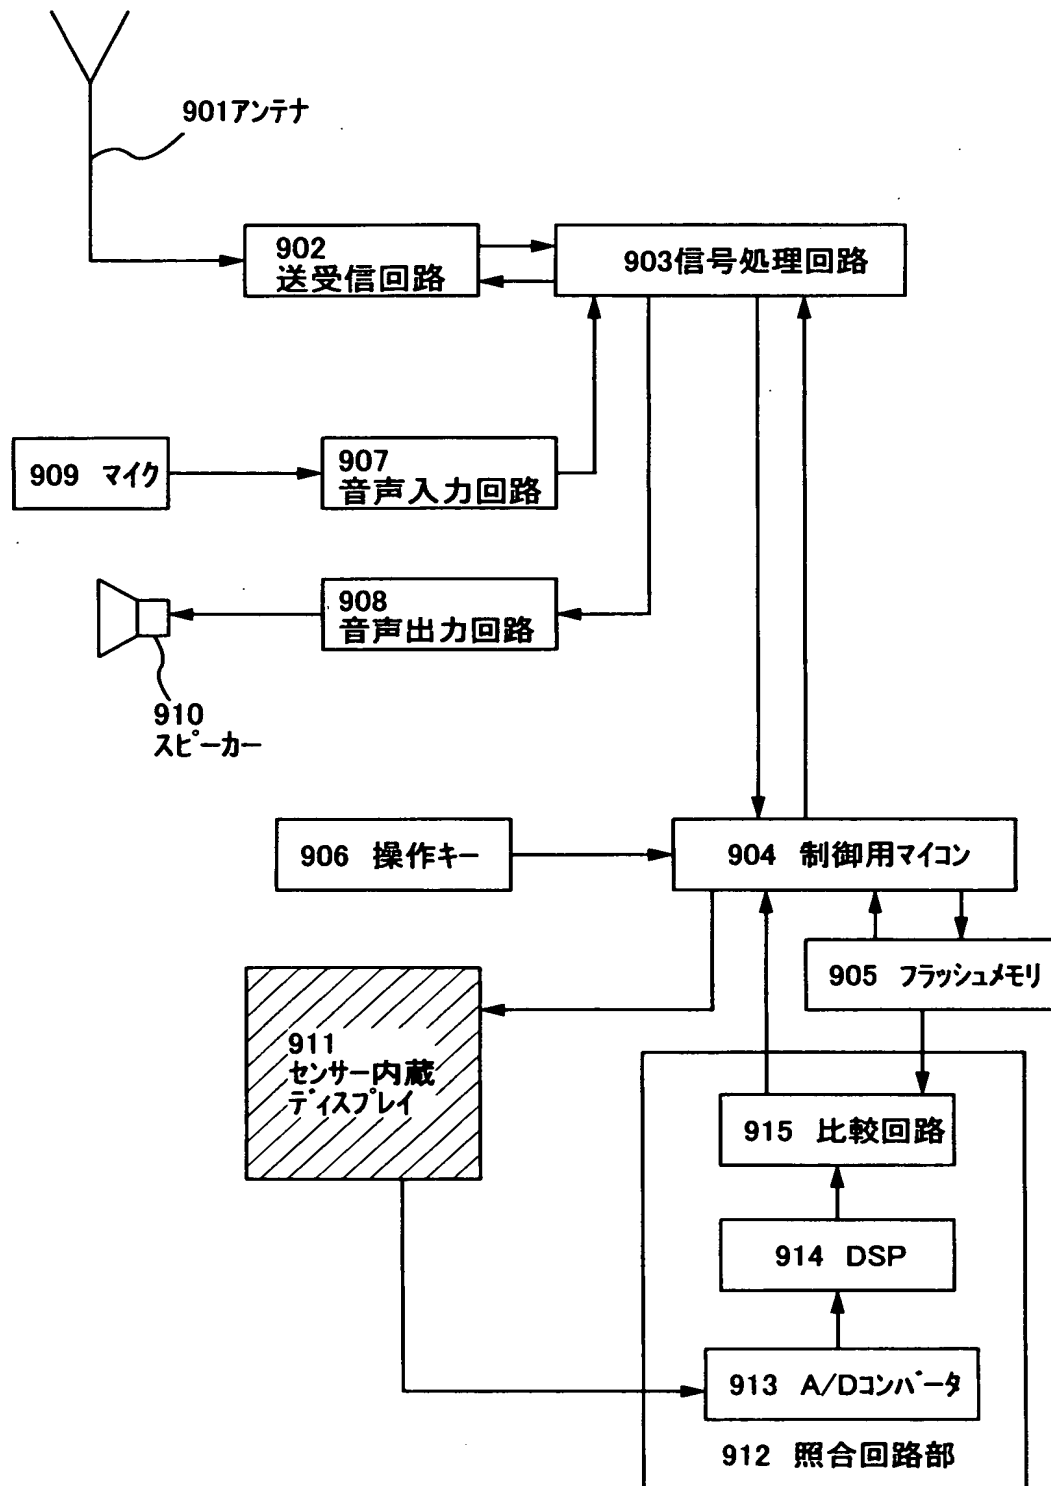 901アンテナ
902
送受信回路
903信号処理回路
909 マイク
907
音声入力回路
908
音声出力回路
910
スピーカー
906 操作キー
904 制御用マイコン
905 フラッシュメモリ
911
センサー内蔵
ディスプレイ
915 比較回路
914 DSP
913 A/Dコンバータ
912 照合回路部